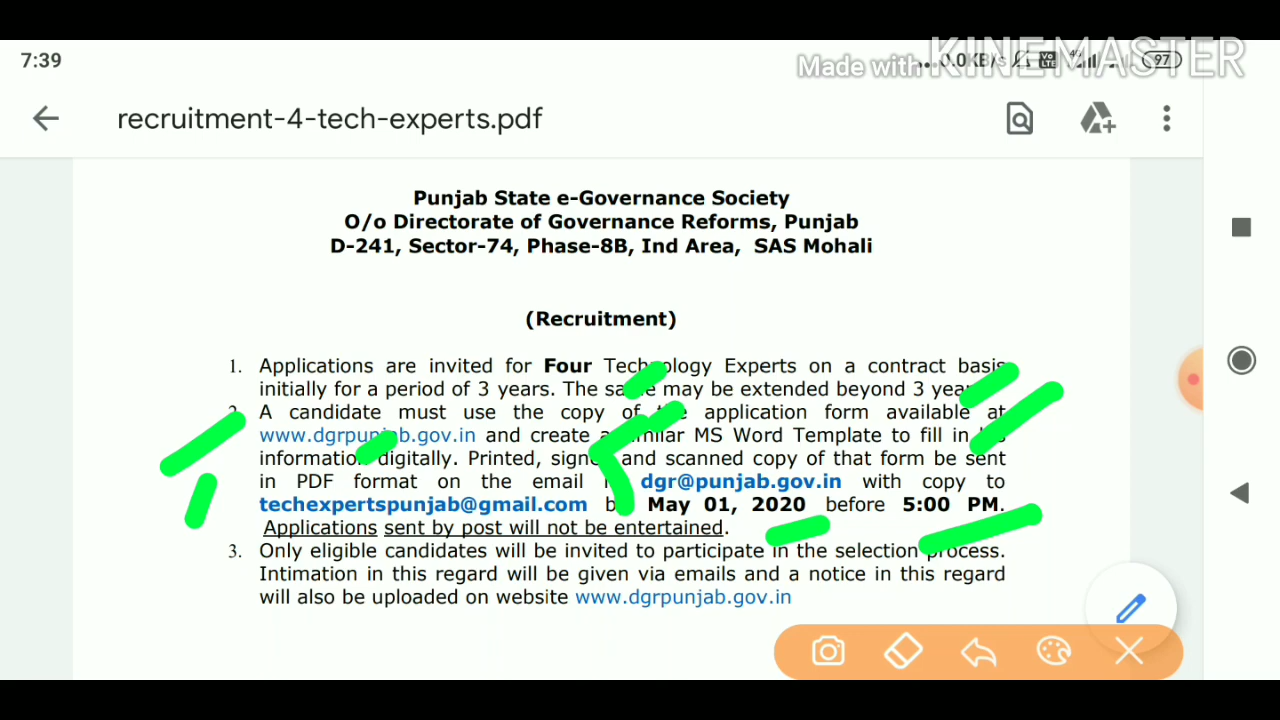 Made with KINEMASTER
7:39
0.0KB/s 4G 97
recruitment-4-tech-experts.pdf
Punjab State e-Governance Society
O/o Directorate of Governance Reforms, Punjab
D-241, Sector-74, Phase-8B, Ind Area, SAS Mohali
(Recruitment)
1. Applications are invited for Four Technology Experts on a contract basis
initially for a period of 3 years. The same may be extended beyond 3
2. A candidate must use the copy of the application form available at
www.dgrpunjab.gov.in and create a similar MS Word Template to fill in
information digitally. Printed, signed and scanned copy of that form be sent
in PDF format on the email dgr@punjab.gov.in with copy to
techexpertspunjab@gmail.com May 01, 2020 before 5:00 PM.
Applications sent by post will not be entertained.
3. Only eligible candidates will be invited to participate in the selection process.
Intimation in this regard will be given via emails and a notice in this regard
will also be uploaded on website www.dgrpunjab.gov.in